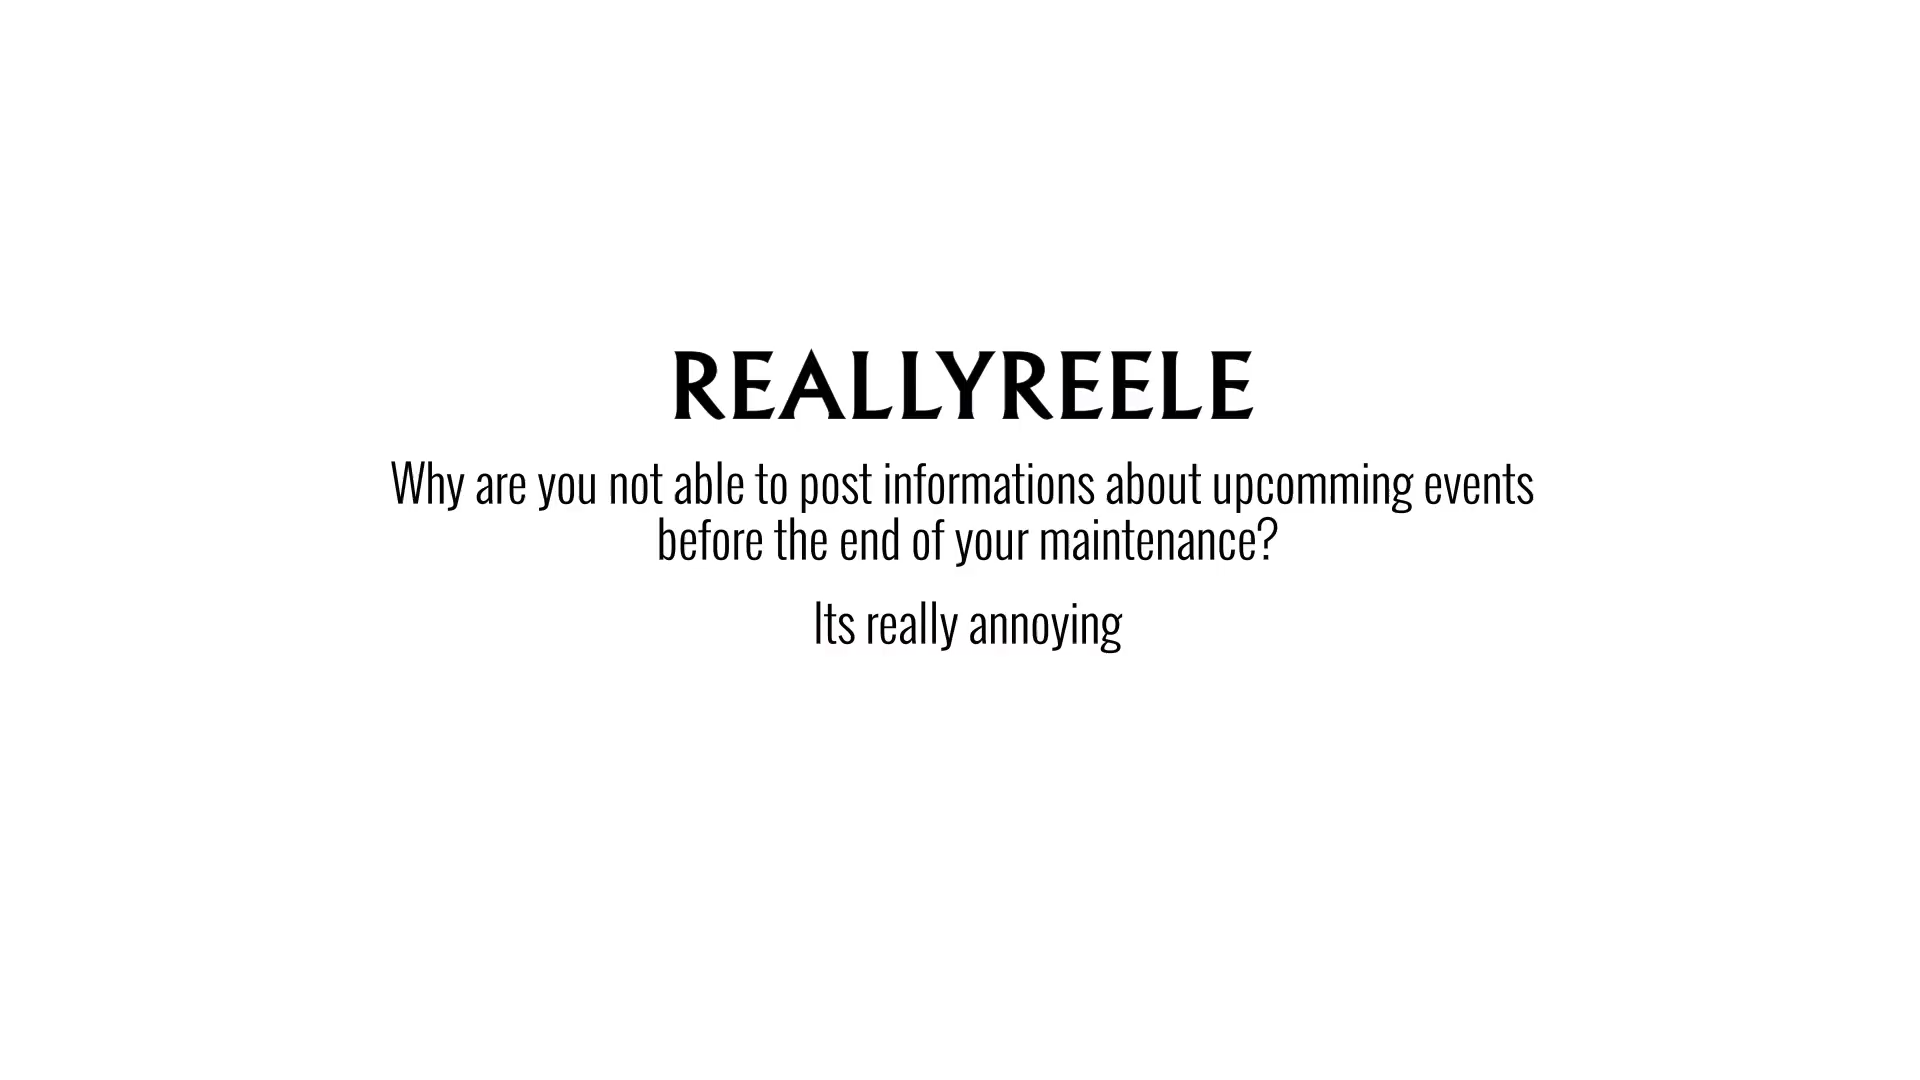 REALLYREELE
Why are you not able to post informations about upcomming events
before the end of your maintenance?
Its really annoying